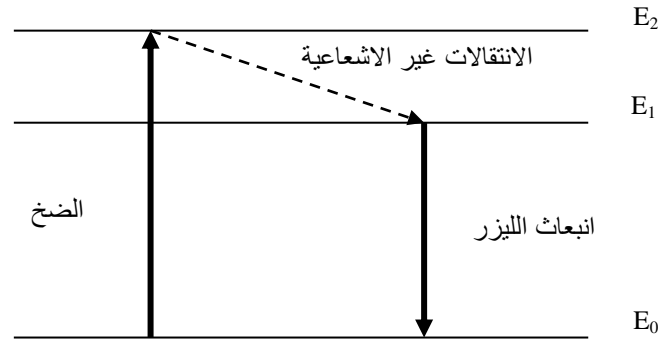 E₂
الانتقالات غير الاشعاعية
E₁
الضخ
انبعاث الليزر
E₀